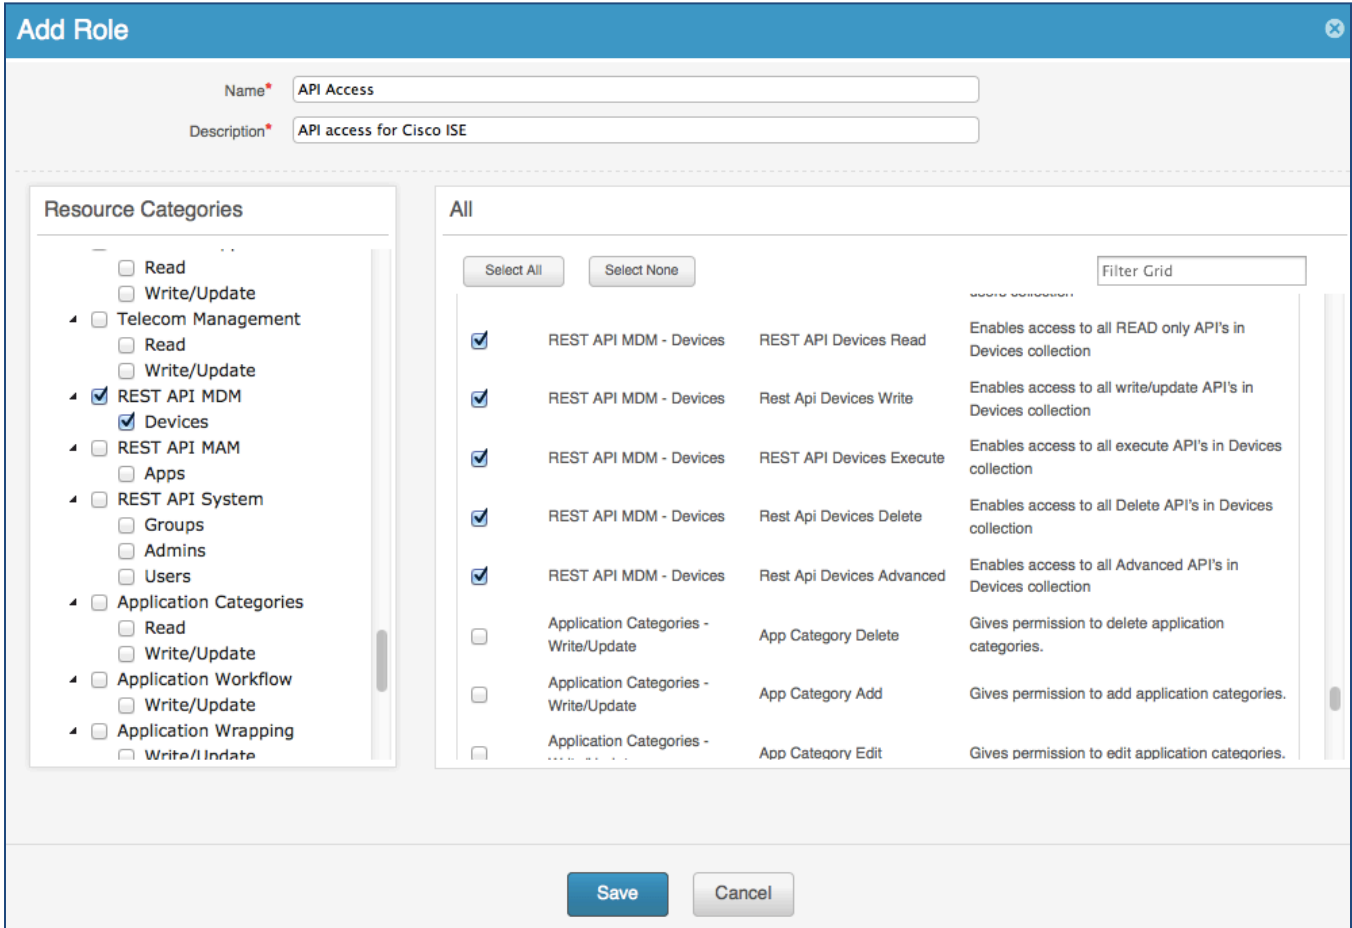 Add Role
Name*
API Access
Description*
API access for Cisco ISE
Resource Categories
Read
Write/Update
Telecom Management
Read
Write/Update
REST API MDM
Devices
REST API MAM
Apps
REST API System
Groups
Admins
Users
Application Categories
Read
Write/Update
Application Workflow
Write/Update
Application Wrapping
Write/Update
All
Select All
Select None
Filter Grid
users collection
REST API MDM - Devices
REST API Devices Read
Enables access to all READ only API's in
Devices collection
REST API MDM - Devices
Rest Api Devices Write
Enables access to all write/update API's in
Devices collection
REST API MDM - Devices
REST API Devices Execute
Enables access to all execute API's in Devices
collection
REST API MDM - Devices
Rest Api Devices Delete
Enables access to all Delete API's in Devices
collection
REST API MDM - Devices
Rest Api Devices Advanced
Enables access to all Advanced API's in
Devices collection
Application Categories -
Write/Update
App Category Delete
Gives permission to delete application
categories.
Application Categories -
Write/Update
App Category Add
Gives permission to add application categories.
Application Categories -
App Category Edit
Gives permission to edit application categories.
Save
Cancel